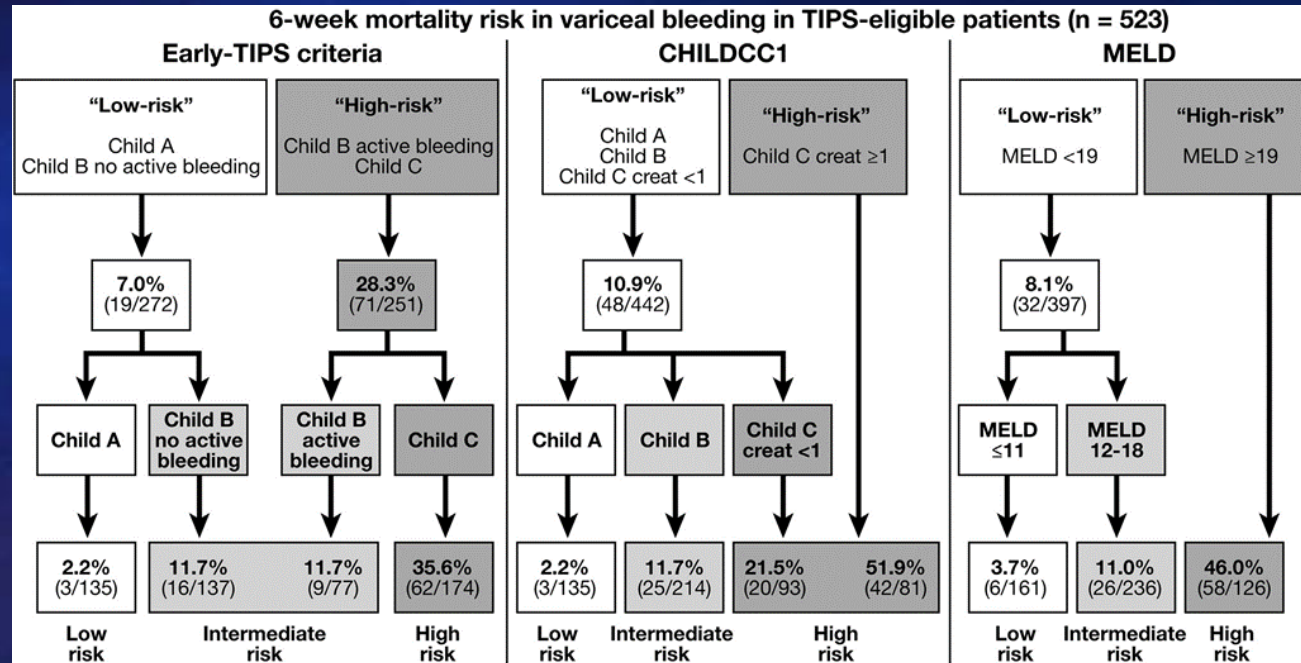 6-week mortality risk in variceal bleeding in TIPS-eligible patients (n = 523)
Early-TIPS criteria
“Low-risk”
Child A
Child B no active bleeding
“High-risk”
Child B active bleeding
Child C
7.0%
(19/272)
28.3%
(71/251)
Child A
Child B
no active
bleeding
Child B
active
bleeding
Child C
2.2%
(3/135)
11.7%
(16/137)
11.7%
(9/77)
35.6%
(62/174)
Low
risk
Intermediate
risk
High
risk
CHILDCC1
“Low-risk”
Child A
Child B
Child C creat <1
“High-risk”
Child C creat ≥1
10.9%
(48/442)
Child A
Child B
Child C
creat <1
2.2%
(3/135)
11.7%
(25/214)
21.5%
(20/93)
51.9%
(42/81)
Low
risk
Intermediate
risk
High
risk
MELD
“Low-risk”
MELD <19
“High-risk”
MELD ≥19
8.1%
(32/397)
MELD
≤11
MELD
12-18
3.7%
(6/161)
11.0%
(26/236)
46.0%
(58/126)
Low
risk
Intermediate
risk
High
risk